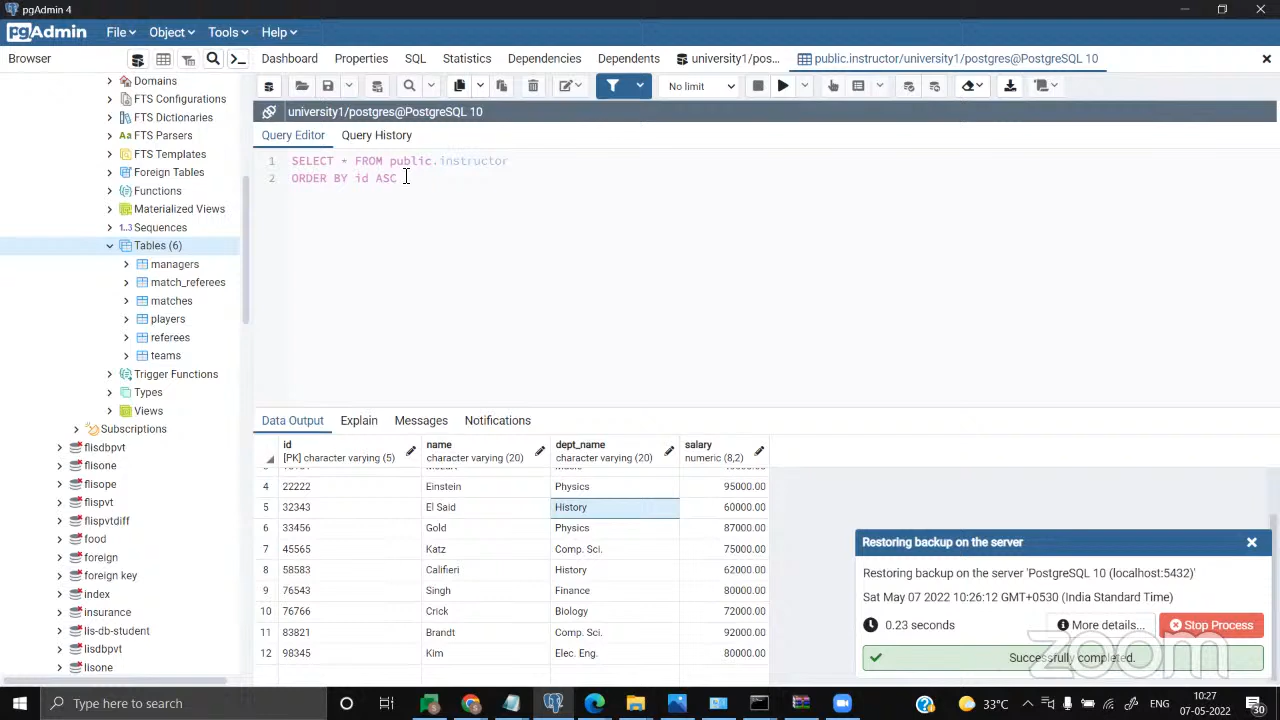 pgAdmin 4
pgAdmin File Object Tools Help
Browser Dashboard Properties SQL Statistics Dependencies Dependents university1/pos... public.instructor/university1/postgres@PostgreSQL 10
No limit
university1/postgres@PostgreSQL 10
Query Editor Query History
1 SELECT * FROM public.instructor
2 ORDER BY id ASC
Domains
FTS Configurations
FTS Dictionaries
Aa FTS Parsers
FTS Templates
Foreign Tables
Functions
Materialized Views
1..3 Sequences
Tables (6)
managers
match_referees
matches
players
referees
teams
Trigger Functions
Types
Views
Subscriptions
flisdbpvt
flisone
flisope
flispvt
flispvtdiff
food
foreign
foreign key
index
insurance
lis-db-student
lisdbpvt
lisone
Data Output Explain Messages Notifications
id name dept_name salary
[PK] character varying (5) character varying (20) character varying (20) numeric (8,2)
4 22222 Einstein Physics 95000.00
5 32343 El Said History 60000.00
6 33456 Gold Physics 87000.00
7 45565 Katz Comp. Sci. 75000.00
8 58583 Califieri History 62000.00
9 76543 Singh Finance 80000.00
10 76766 Crick Biology 72000.00
11 83821 Brandt Comp. Sci. 92000.00
12 98345 Kim Elec. Eng. 80000.00
Restoring backup on the server
Restoring backup on the server 'PostgreSQL 10 (localhost:5432)'
Sat May 07 2022 10:26:12 GMT+0530 (India Standard Time)
0.23 seconds More details... Stop Process
Successfully completed.
zoom
Type here to search
33°C ENG 10:27
07-05-2022 30